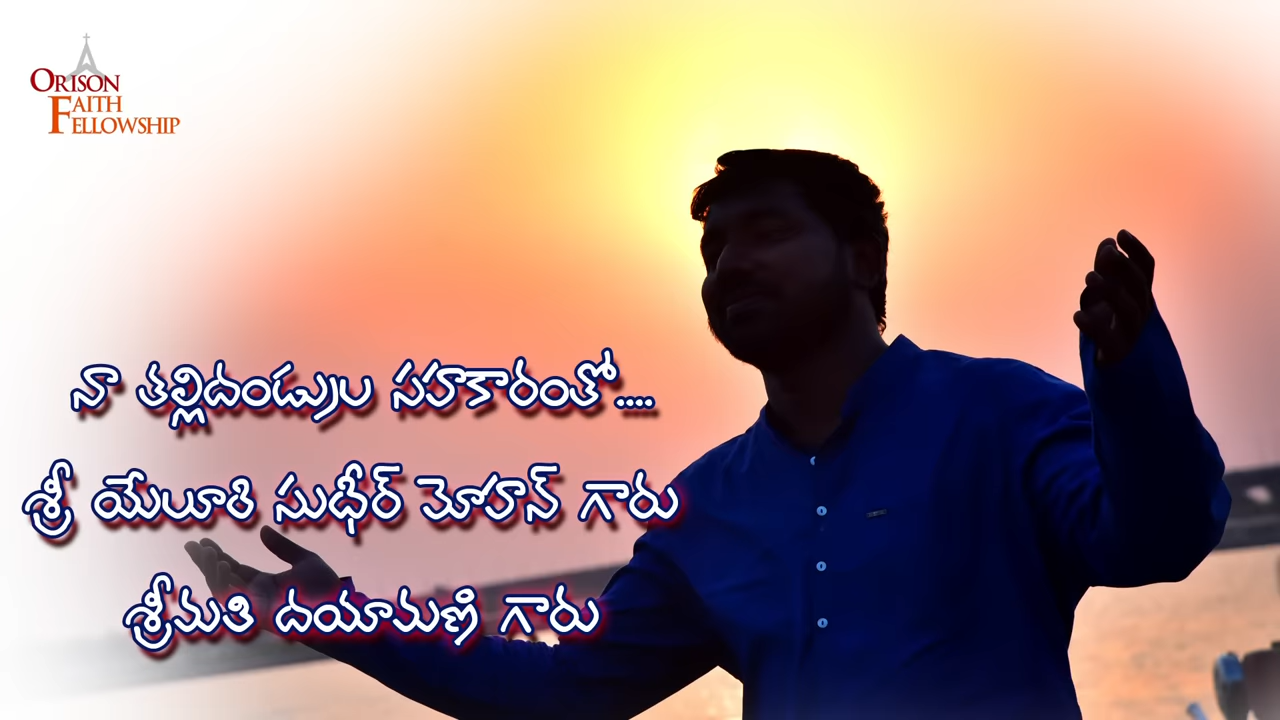 ORISON
FAITH
FELLOWSHIP
నా తల్లిదండ్రుల సహకారంతో....
శ్రీ యేలూరి సుధీర్ మోహన్ గారు
శ్రీమతి దయామణి గారు